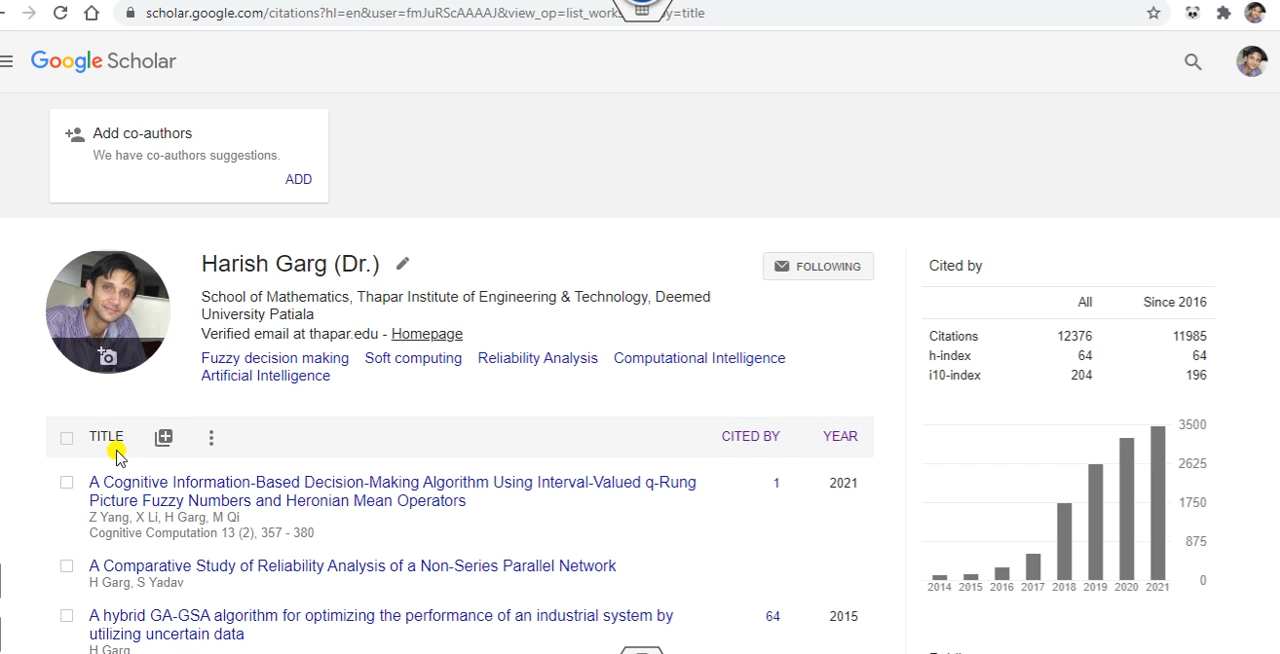 scholar.google.com/citations?hl=en&user=fmJuRScAAAAJ&view_op=list_works y=title
Google Scholar
Add co-authors
We have co-authors suggestions.
ADD
Harish Garg (Dr.)
FOLLOWING
School of Mathematics, Thapar Institute of Engineering & Technology, Deemed
University Patiala
Verified email at thapar.edu - Homepage
Fuzzy decision making Soft computing Reliability Analysis Computational Intelligence
Artificial Intelligence
TITLE CITED BY YEAR
A Cognitive Information-Based Decision-Making Algorithm Using Interval-Valued q-Rung 1 2021
Picture Fuzzy Numbers and Heronian Mean Operators
Z Yang, X Li, H Garg, M Qi
Cognitive Computation 13 (2), 357 - 380
A Comparative Study of Reliability Analysis of a Non-Series Parallel Network
H Garg, S Yadav
A hybrid GA-GSA algorithm for optimizing the performance of an industrial system by 64 2015
utilizing uncertain data
H Garg
Cited by
All Since 2016
Citations 12376 11985
h-index 64 64
i10-index 204 196
3500
2625
1750
875
0
2014 2015 2016 2017 2018 2019 2020 2021